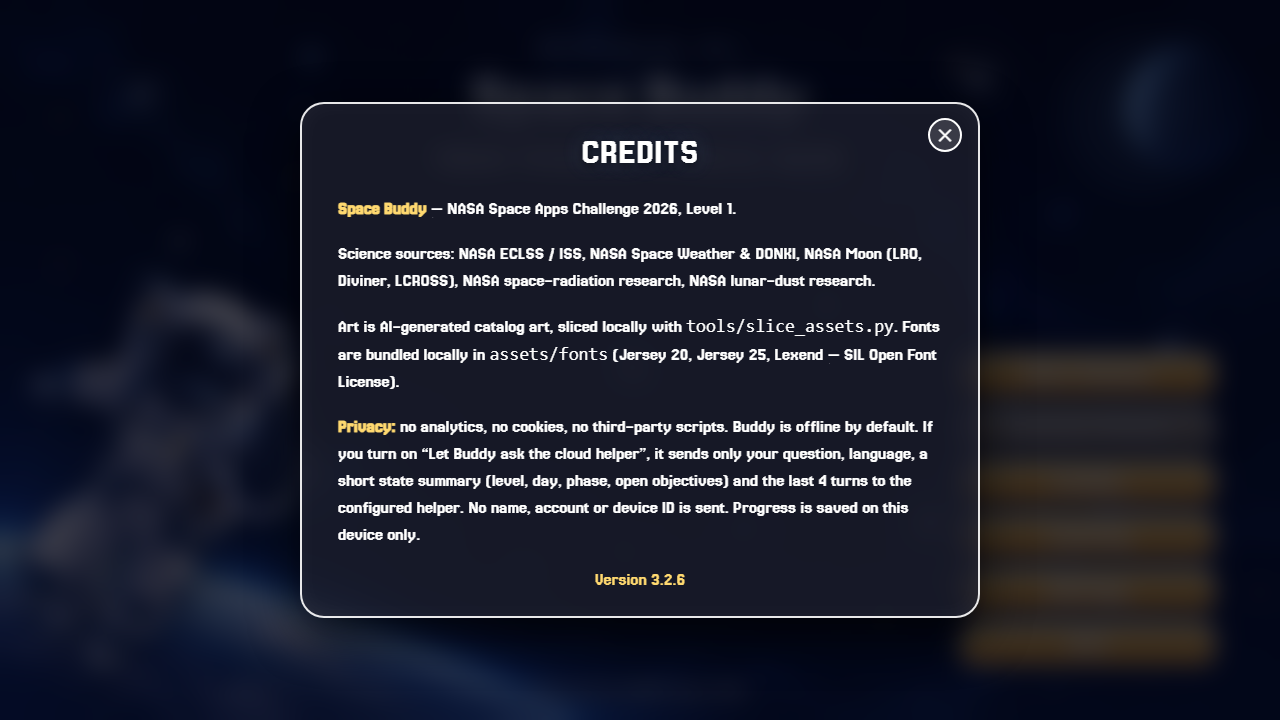 CREDITS
Space Buddy — NASA Space Apps Challenge 2026, Level 1.
Science sources: NASA ECLSS / ISS, NASA Space Weather & DONKI, NASA Moon (LRO,
Diviner, LCROSS), NASA space-radiation research, NASA lunar-dust research.
Art is AI-generated catalog art, sliced locally with tools/slice_assets.py. Fonts
are bundled locally in assets/fonts (Jersey 20, Jersey 25, Lexend — SIL Open Font
License).
Privacy: no analytics, no cookies, no third-party scripts. Buddy is offline by default. If
you turn on “Let Buddy ask the cloud helper”, it sends only your question, language, a
short state summary (level, day, phase, open objectives) and the last 4 turns to the
configured helper. No name, account or device ID is sent. Progress is saved on this
device only.
Version 3.2.6